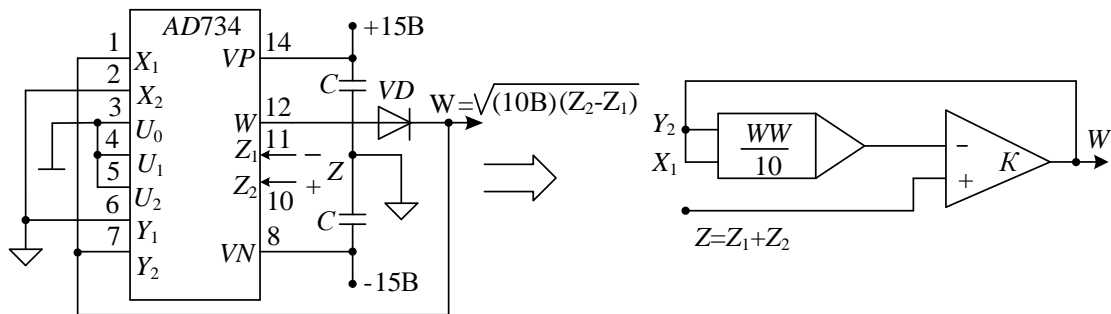 AD734
1
X₁
2
X₂
3
U₀
4
U₁
5
U₂
6
Y₁
7
Y₂
14
VP
12
W
11
Z₁
Z₂
10
8
VN
+15В
C
VD
−
Z
+
C
-15В
W=√(10В)(Z₂-Z₁)
Y₂
X₁
WW
10
−
К
+
W
Z=Z₁+Z₂